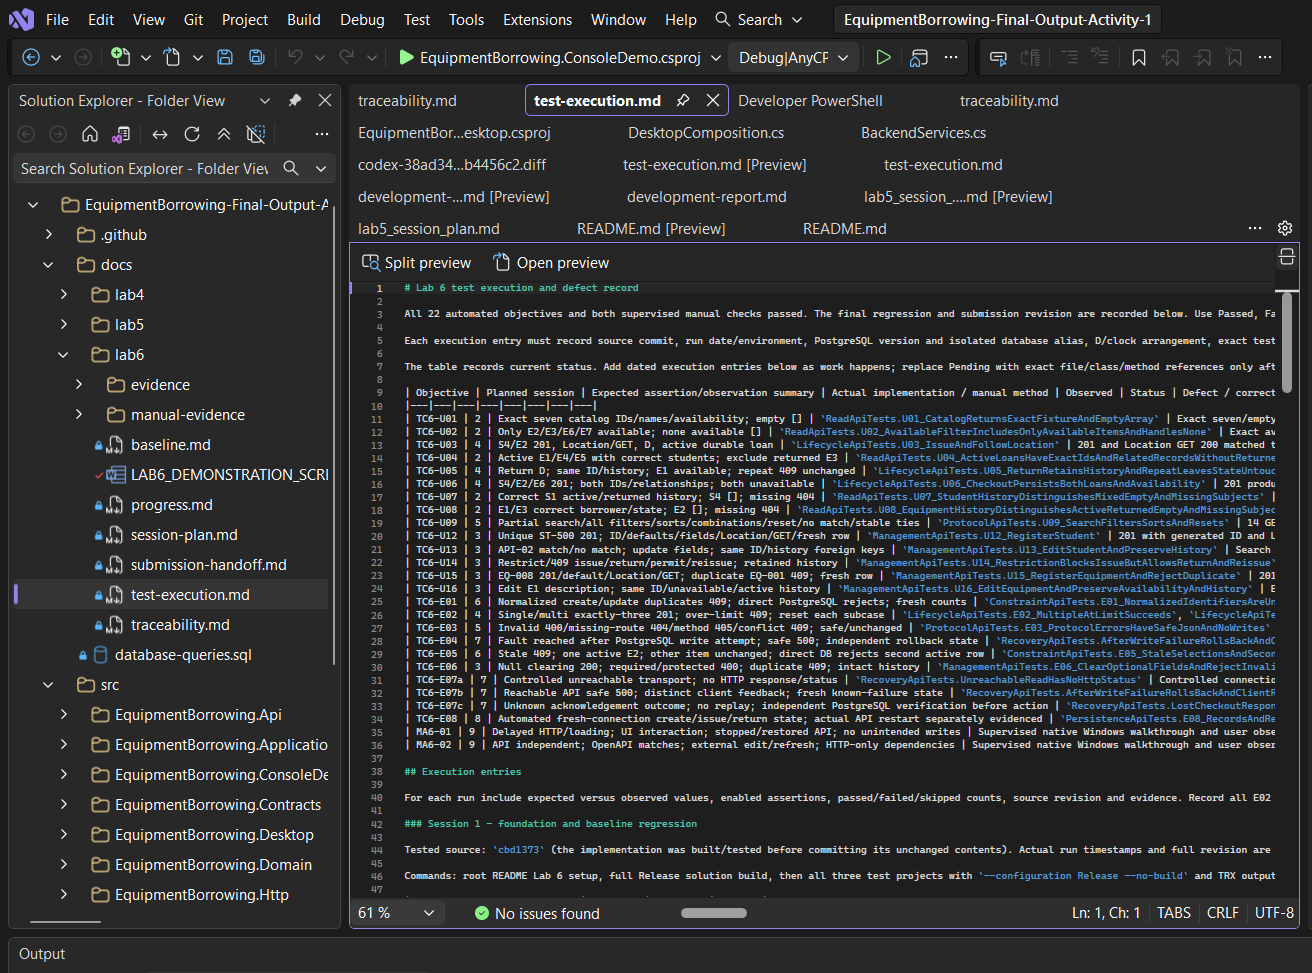 File Edit View Git Project Build Debug Test Tools Extensions Window Help Search EquipmentBorrowing-Final-Output-Activity-1
EquipmentBorrowing.ConsoleDemo.csproj Debug|AnyCP
Solution Explorer - Folder View
Search Solution Explorer - Folder Viev
EquipmentBorrowing-Final-Output-A
.github
docs
lab4
lab5
lab6
evidence
manual-evidence
baseline.md
LAB6_DEMONSTRATION_SCRI
progress.md
session-plan.md
submission-handoff.md
test-execution.md
traceability.md
database-queries.sql
src
EquipmentBorrowing.Api
EquipmentBorrowing.Applicatio
EquipmentBorrowing.ConsoleDe
EquipmentBorrowing.Contracts
EquipmentBorrowing.Desktop
EquipmentBorrowing.Domain
EquipmentBorrowing.Http
traceability.md test-execution.md Developer PowerShell traceability.md
EquipmentBor...esktop.csproj DesktopComposition.cs BackendServices.cs
codex-38ad34...b4456c2.diff test-execution.md [Preview] test-execution.md
development-...md [Preview] development-report.md lab5_session_....md [Preview]
lab5_session_plan.md README.md [Preview] README.md
Split preview Open preview
1 # Lab 6 test execution and defect record
2
3 All 22 automated objectives and both supervised manual checks passed. The final regression and submission revision are recorded below. Use Passed, Fa
4
5 Each execution entry must record source commit, run date/environment, PostgreSQL version and isolated database alias, D/clock arrangement, exact test
6
7 The table records current status. Add dated execution entries below as work happens; replace Pending with exact file/class/method references only aft
8
9 | Objective | Planned session | Expected assertion/observation summary | Actual implementation / manual method | Observed | Status | Defect / correct
10 |---|---|---|---|---|---|---|
11 | TC6-U01 | 2 | Exact seven catalog IDs/names/availability; empty [] | `ReadApiTests.U01_CatalogReturnsExactFixtureAndEmptyArray` | Exact seven/empty
12 | TC6-U02 | 2 | Only E2/E3/E6/E7 available; none available [] | `ReadApiTests.U02_AvailableFilterIncludesOnlyAvailableItemsAndHandlesNone` | Exact av
13 | TC6-U03 | 4 | S4/E2 201, Location/GET, D, active durable loan | `LifecycleApiTests.U03_IssueAndFollowLocation` | 201 and Location GET 200 matched t
14 | TC6-U04 | 2 | Active E1/E4/E5 with correct students; exclude returned E3 | `ReadApiTests.U04_ActiveLoansHaveExactIdsAndRelatedRecordsWithoutReturne
15 | TC6-U05 | 4 | Return D; same ID/history; E1 available; repeat 409 unchanged | `LifecycleApiTests.U05_ReturnRetainsHistoryAndRepeatLeavesStateUntouc
16 | TC6-U06 | 4 | S4/E2/E6 201; both IDs/relationships; both unavailable | `LifecycleApiTests.U06_CheckoutPersistsBothLoansAndAvailability` | 201 produ
17 | TC6-U07 | 2 | Correct S1 active/returned history; S4 []; missing 404 | `ReadApiTests.U07_StudentHistoryDistinguishesMixedEmptyAndMissingSubjects` |
18 | TC6-U08 | 2 | E1/E3 correct borrower/state; E2 []; missing 404 | `ReadApiTests.U08_EquipmentHistoryDistinguishesActiveReturnedEmptyAndMissingSubjec
19 | TC6-U09 | 5 | Partial search/all filters/sorts/combinations/reset/no match/stable ties | `ProtocolApiTests.U09_SearchFiltersSortsAndResets` | 14 GE
20 | TC6-U12 | 3 | Unique ST-500 201; ID/defaults/fields/Location/GET/fresh row | `ManagementApiTests.U12_RegisterStudent` | 201 with generated ID and L
21 | TC6-U13 | 3 | API-02 match/no match; update fields; same ID/history foreign keys | `ManagementApiTests.U13_EditStudentAndPreserveHistory` | Search
22 | TC6-U14 | 3 | Restrict/409 issue/return/permit/reissue; retained history | `ManagementApiTests.U14_RestrictionBlocksIssueButAllowsReturnAndReissue`
23 | TC6-U15 | 3 | EQ-008 201/default/Location/GET; duplicate EQ-001 409; fresh row | `ManagementApiTests.U15_RegisterEquipmentAndRejectDuplicate` | 201
24 | TC6-U16 | 3 | Edit E1 description; same ID/unavailable/active history | `ManagementApiTests.U16_EditEquipmentAndPreserveAvailabilityAndHistory` | E
25 | TC6-E01 | 6 | Normalized create/update duplicates 409; direct PostgreSQL rejects; fresh counts | `ConstraintApiTests.E01_NormalizedIdentifiersAreUn
26 | TC6-E02 | 4 | Single/multi exactly-three 201; over-limit 409; reset each subcase | `LifecycleApiTests.E02_MultipleAtLimitSucceeds`, `LifecycleApiTe
27 | TC6-E03 | 5 | Invalid 400/missing-route 404/method 405/conflict 409; safe/unchanged | `ProtocolApiTests.E03_ProtocolErrorsHaveSafeJsonAndNoWrites`
28 | TC6-E04 | 7 | Fault reached after PostgreSQL write attempt; safe 500; independent rollback state | `RecoveryApiTests.AfterWriteFailureRollsBackAndC
29 | TC6-E05 | 6 | Stale 409; one active E2; other item unchanged; direct DB rejects second active row | `ConstraintApiTests.E05_StaleSelectionsAndSecon
30 | TC6-E06 | 3 | Null clearing 200; required/protected 400; duplicate 409; intact history | `ManagementApiTests.E06_ClearOptionalFieldsAndRejectInvali
31 | TC6-E07a | 7 | Controlled unreachable transport; no HTTP response/status | `RecoveryApiTests.UnreachableReadHasNoHttpStatus` | Controlled connectio
32 | TC6-E07b | 7 | Reachable API safe 500; distinct client feedback; fresh known-failure state | `RecoveryApiTests.AfterWriteFailureRollsBackAndClientR
33 | TC6-E07c | 7 | Unknown acknowledgement outcome; no replay; independent PostgreSQL verification before action | `RecoveryApiTests.LostCheckoutRespon
34 | TC6-E08 | 8 | Automated fresh-connection create/issue/return state; actual API restart separately evidenced | `PersistenceApiTests.E08_RecordsAndRe
35 | MA6-01 | 9 | Delayed HTTP/loading; UI interaction; stopped/restored API; no unintended writes | Supervised native Windows walkthrough and user obse
36 | MA6-02 | 9 | API independent; OpenAPI matches; external edit/refresh; HTTP-only dependencies | Supervised native Windows walkthrough and user obser
37
38 ## Execution entries
39
40 For each run include expected versus observed values, enabled assertions, passed/failed/skipped counts, source revision and evidence. Record all E02
41
42 ### Session 1 - foundation and baseline regression
43
44 Tested source: `cbd1373` (the implementation was built/tested before committing its unchanged contents). Actual run timestamps and full revision are
45
46 Commands: root README Lab 6 setup, full Release solution build, then all three test projects with `--configuration Release --no-build` and TRX output
47
61 % No issues found Ln: 1, Ch: 1 TABS CRLF UTF-8
Output